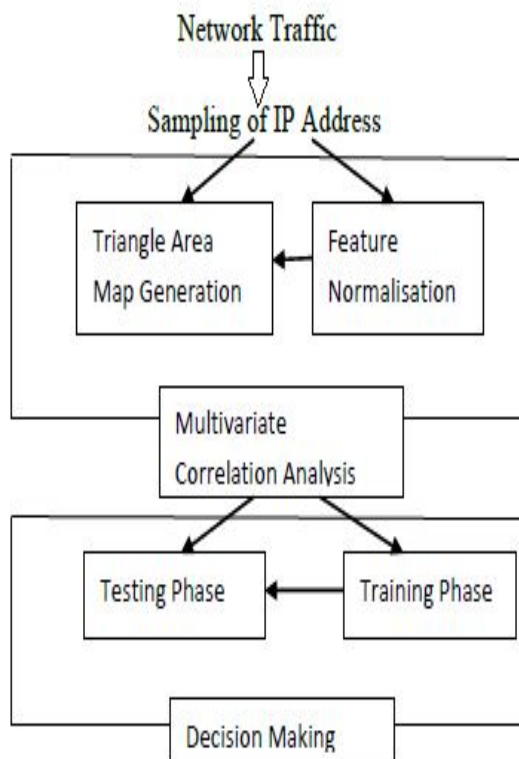 Network Traffic
Sampling of IP Address
Triangle Area
Map Generation
Feature
Normalisation
Multivariate
Correlation Analysis
Testing Phase
Training Phase
Decision Making